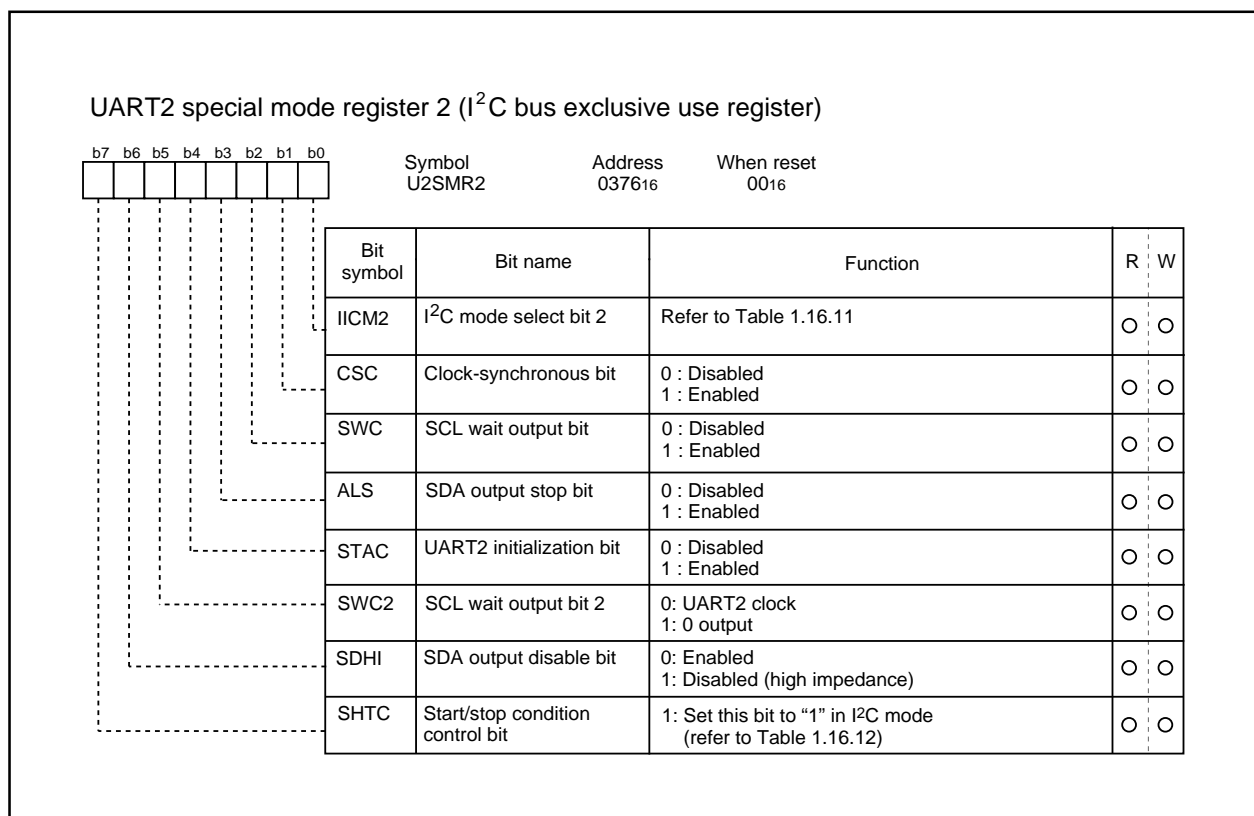 UART2 special mode register 2 (I2C bus exclusive use register)
b7 b6 b5 b4 b3 b2 b1 b0
Symbol Address When reset
U2SMR2 037616 0016
Bit symbol Bit name Function R W
IICM2 I2C mode select bit 2 Refer to Table 1.16.11
CSC Clock-synchronous bit 0 : Disabled
1 : Enabled
SWC SCL wait output bit 0 : Disabled
1 : Enabled
ALS SDA output stop bit 0 : Disabled
1 : Enabled
STAC UART2 initialization bit 0 : Disabled
1 : Enabled
SWC2 SCL wait output bit 2 0: UART2 clock
1: 0 output
SDHI SDA output disable bit 0: Enabled
1: Disabled (high impedance)
SHTC Start/stop condition 1: Set this bit to “1” in I2C mode
control bit (refer to Table 1.16.12)